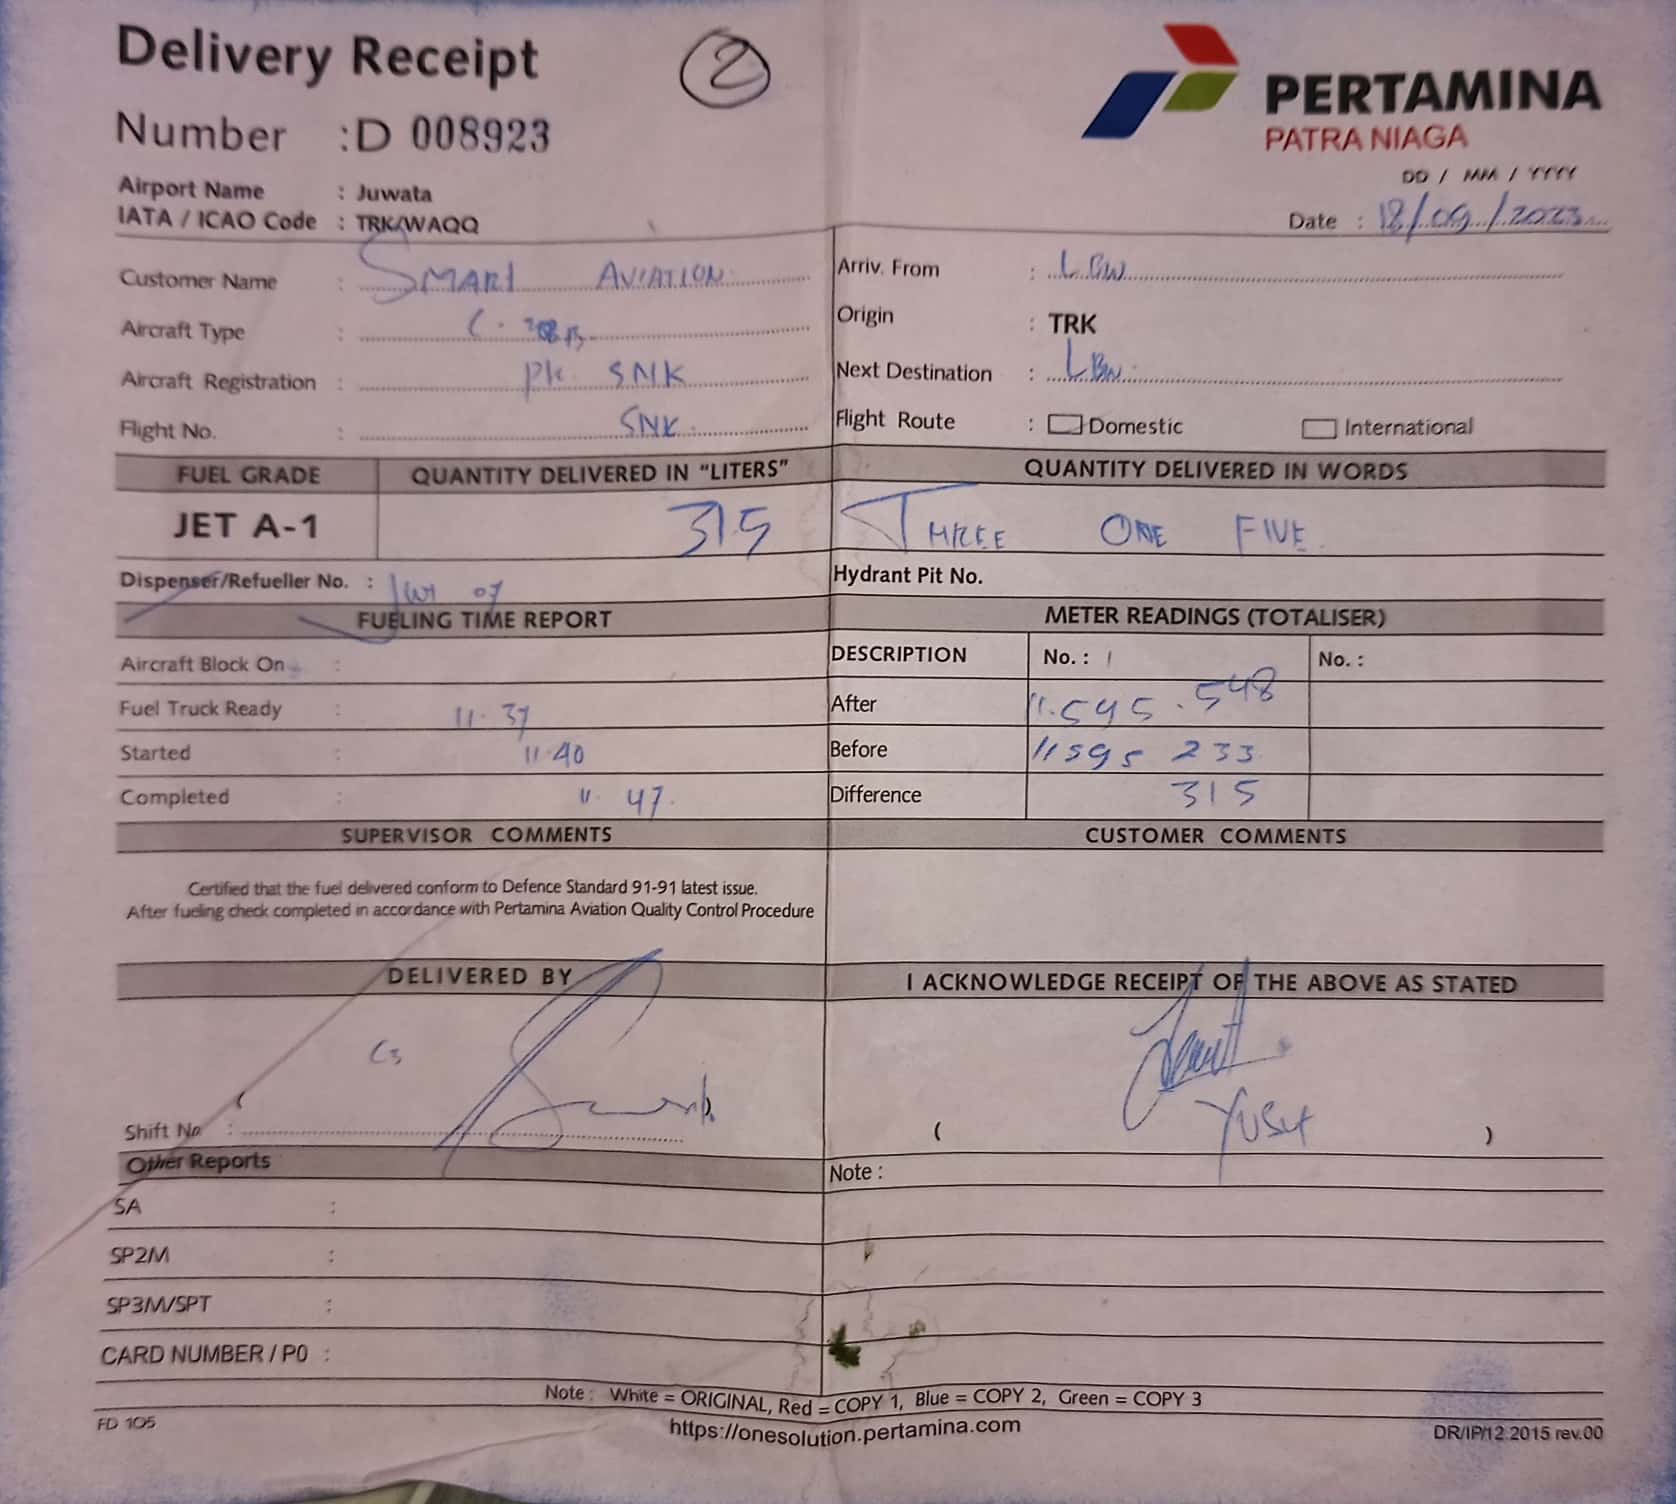 Delivery Receipt
2
PERTAMINA
PATRA NIAGA
Number :D 008923
DD / MM / YYYY
Airport Name : Juwata
IATA / ICAO Code : TRK/WAQQ
Date : 18/09/2023
Customer Name : SMART AVIATION
Arriv. From : LBW
Aircraft Type : C. 208B
Origin : TRK
Aircraft Registration : PK SNK
Next Destination : LBW
Flight No. : SNK
Flight Route : Domestic International
FUEL GRADE QUANTITY DELIVERED IN "LITERS" QUANTITY DELIVERED IN WORDS
JET A-1 315 THREE ONE FIVE
Dispenser/Refueller No. : 07
Hydrant Pit No.
FUELING TIME REPORT METER READINGS (TOTALISER)
Aircraft Block On :
DESCRIPTION No. : 1 No. :
Fuel Truck Ready : 11.37
After 11.595.548
Started : 11.40
Before 11595 233
Completed : 11.47.
Difference 315
SUPERVISOR COMMENTS CUSTOMER COMMENTS
Certified that the fuel delivered conform to Defence Standard 91-91 latest issue.
After fueling check completed in accordance with Pertamina Aviation Quality Control Procedure
DELIVERED BY I ACKNOWLEDGE RECEIPT OF THE ABOVE AS STATED
Yusuf
Shift No :
( )
Other Reports
Note :
SA :
SP2M :
SP3M/SPT :
CARD NUMBER / P0 :
Note : White = ORIGINAL, Red = COPY 1, Blue = COPY 2, Green = COPY 3
FD 105
https://onesolution.pertamina.com
DR/IP/12 2015 rev.00